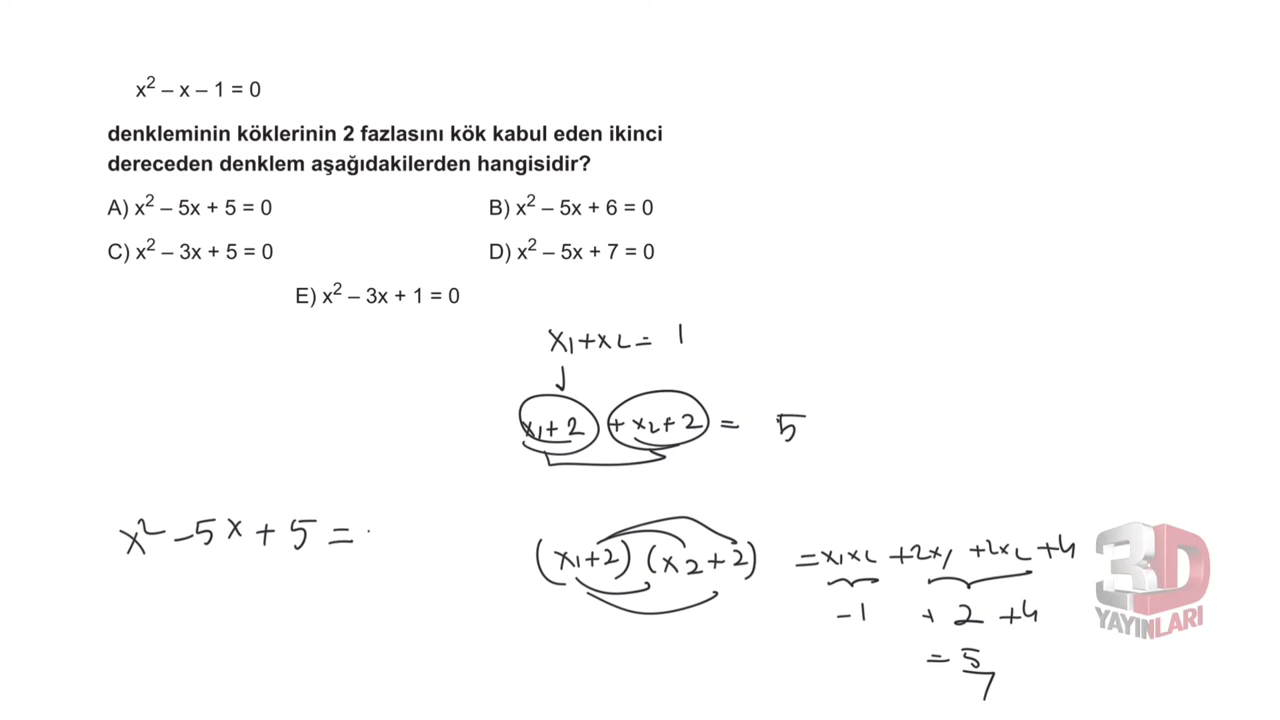 x² – x – 1 = 0
denkleminin köklerinin 2 fazlasını kök kabul eden ikinci
dereceden denklem aşağıdakilerden hangisidir?
A) x² – 5x + 5 = 0
B) x² – 5x + 6 = 0
C) x² – 3x + 5 = 0
D) x² – 5x + 7 = 0
E) x² – 3x + 1 = 0
x₁ + x₂ = 1
x₁ + 2 + x₂ + 2 = 5
x² – 5x + 5 =
(x₁+2) (x₂+2) = x₁x₂ + 2x₁ + 2x₂ + 4
-1 + 2 + 4
= 5
3D
YAYINLARI